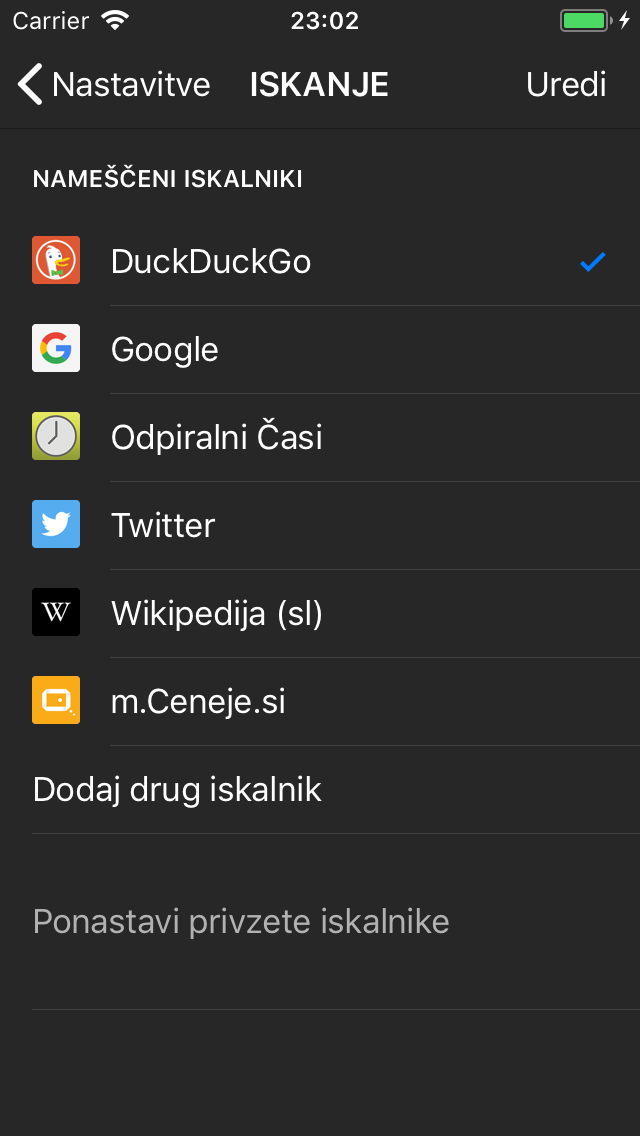 Carrier 23:02
Nastavitve ISKANJE Uredi
NAMEŠČENI ISKALNIKI
DuckDuckGo
Google
Odpiralni Časi
Twitter
W Wikipedija (sl)
m.Ceneje.si
Dodaj drug iskalnik
Ponastavi privzete iskalnike